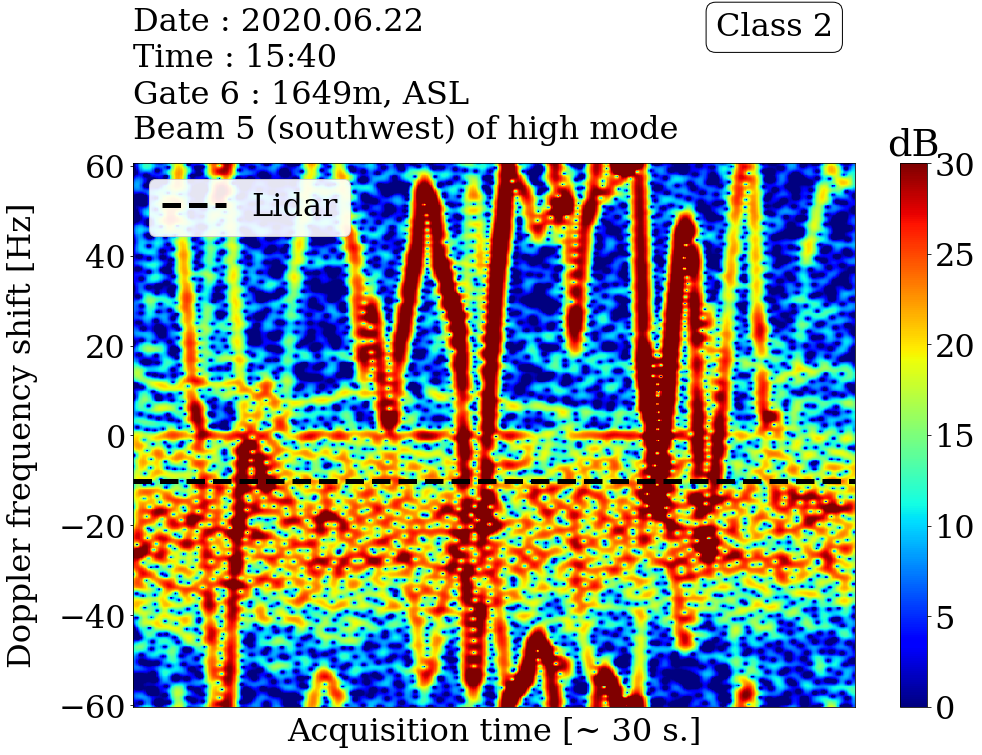 Date : 2020.06.22
Time : 15:40
Gate 6 : 1649m, ASL
Beam 5 (southwest) of high mode
Class 2
dB
Lidar
Doppler frequency shift [Hz]
60
40
20
0
−20
−40
−60
Acquisition time [~ 30 s.]
30
25
20
15
10
5
0